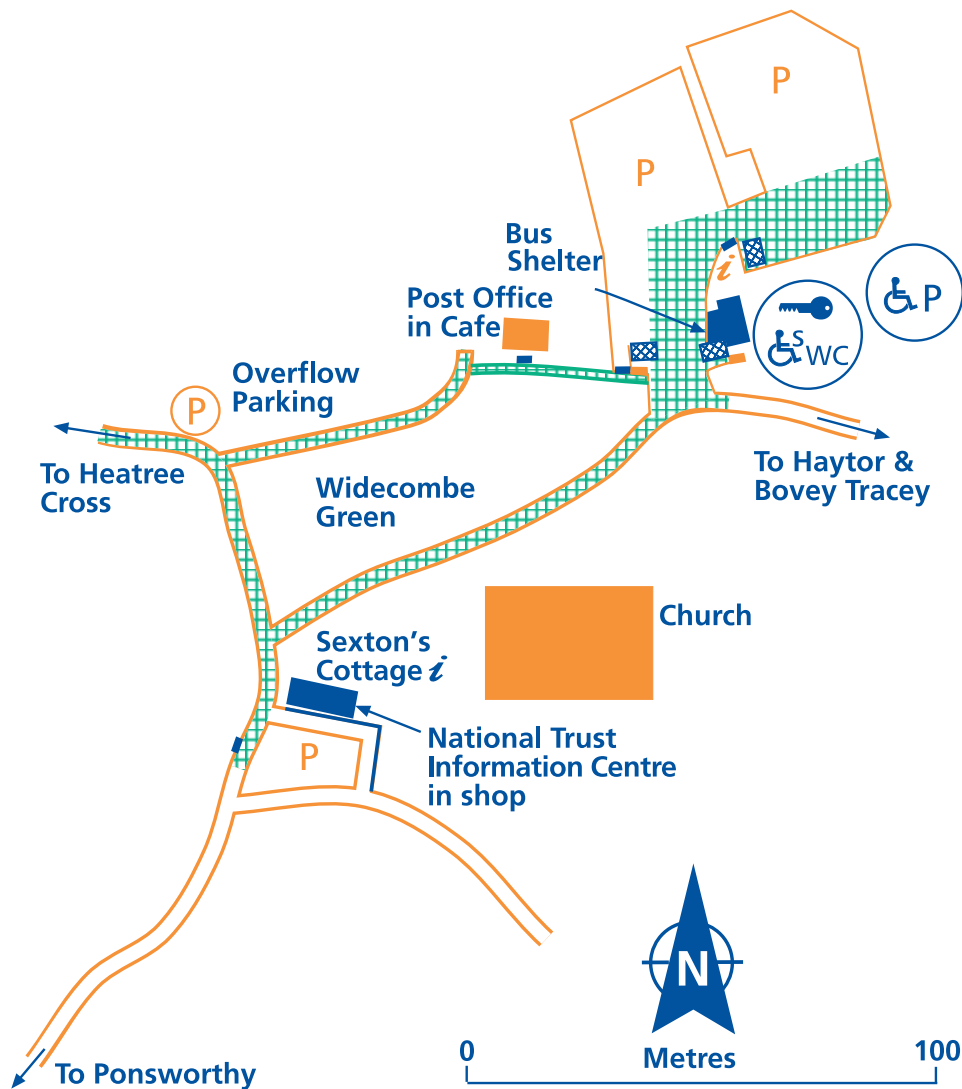 P
P
Bus
Shelter
i
P
Post Office
in Cafe
S
WC
Overflow
Parking
P
To Heatree
Cross
Widecombe
Green
To Haytor &
Bovey Tracey
Church
Sexton's
Cottage i
P
National Trust
Information Centre
in shop
N
0
Metres
100
To Ponsworthy